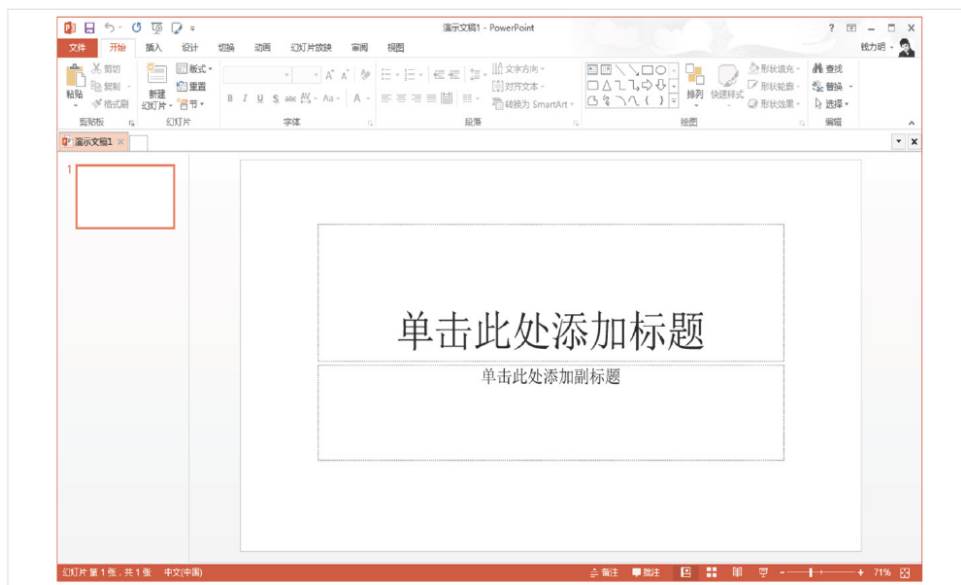 演示文稿1 - PowerPoint
文件 开始 插入 设计 切换 动画 幻灯片放映 审阅 视图 钱力明
粘贴 剪切 复制 格式刷
新建幻灯片 版式 重置 节
B I U S abc AV Aa A
文字方向 对齐文本 转换为 SmartArt
排列 快速样式 形状填充 形状轮廓 形状效果
查找 替换 选择
剪贴板 幻灯片 字体 段落 绘图 编辑
演示文稿1
1
单击此处添加标题
单击此处添加副标题
幻灯片 第 1 张,共 1 张 中文(中国) 备注 批注 71%